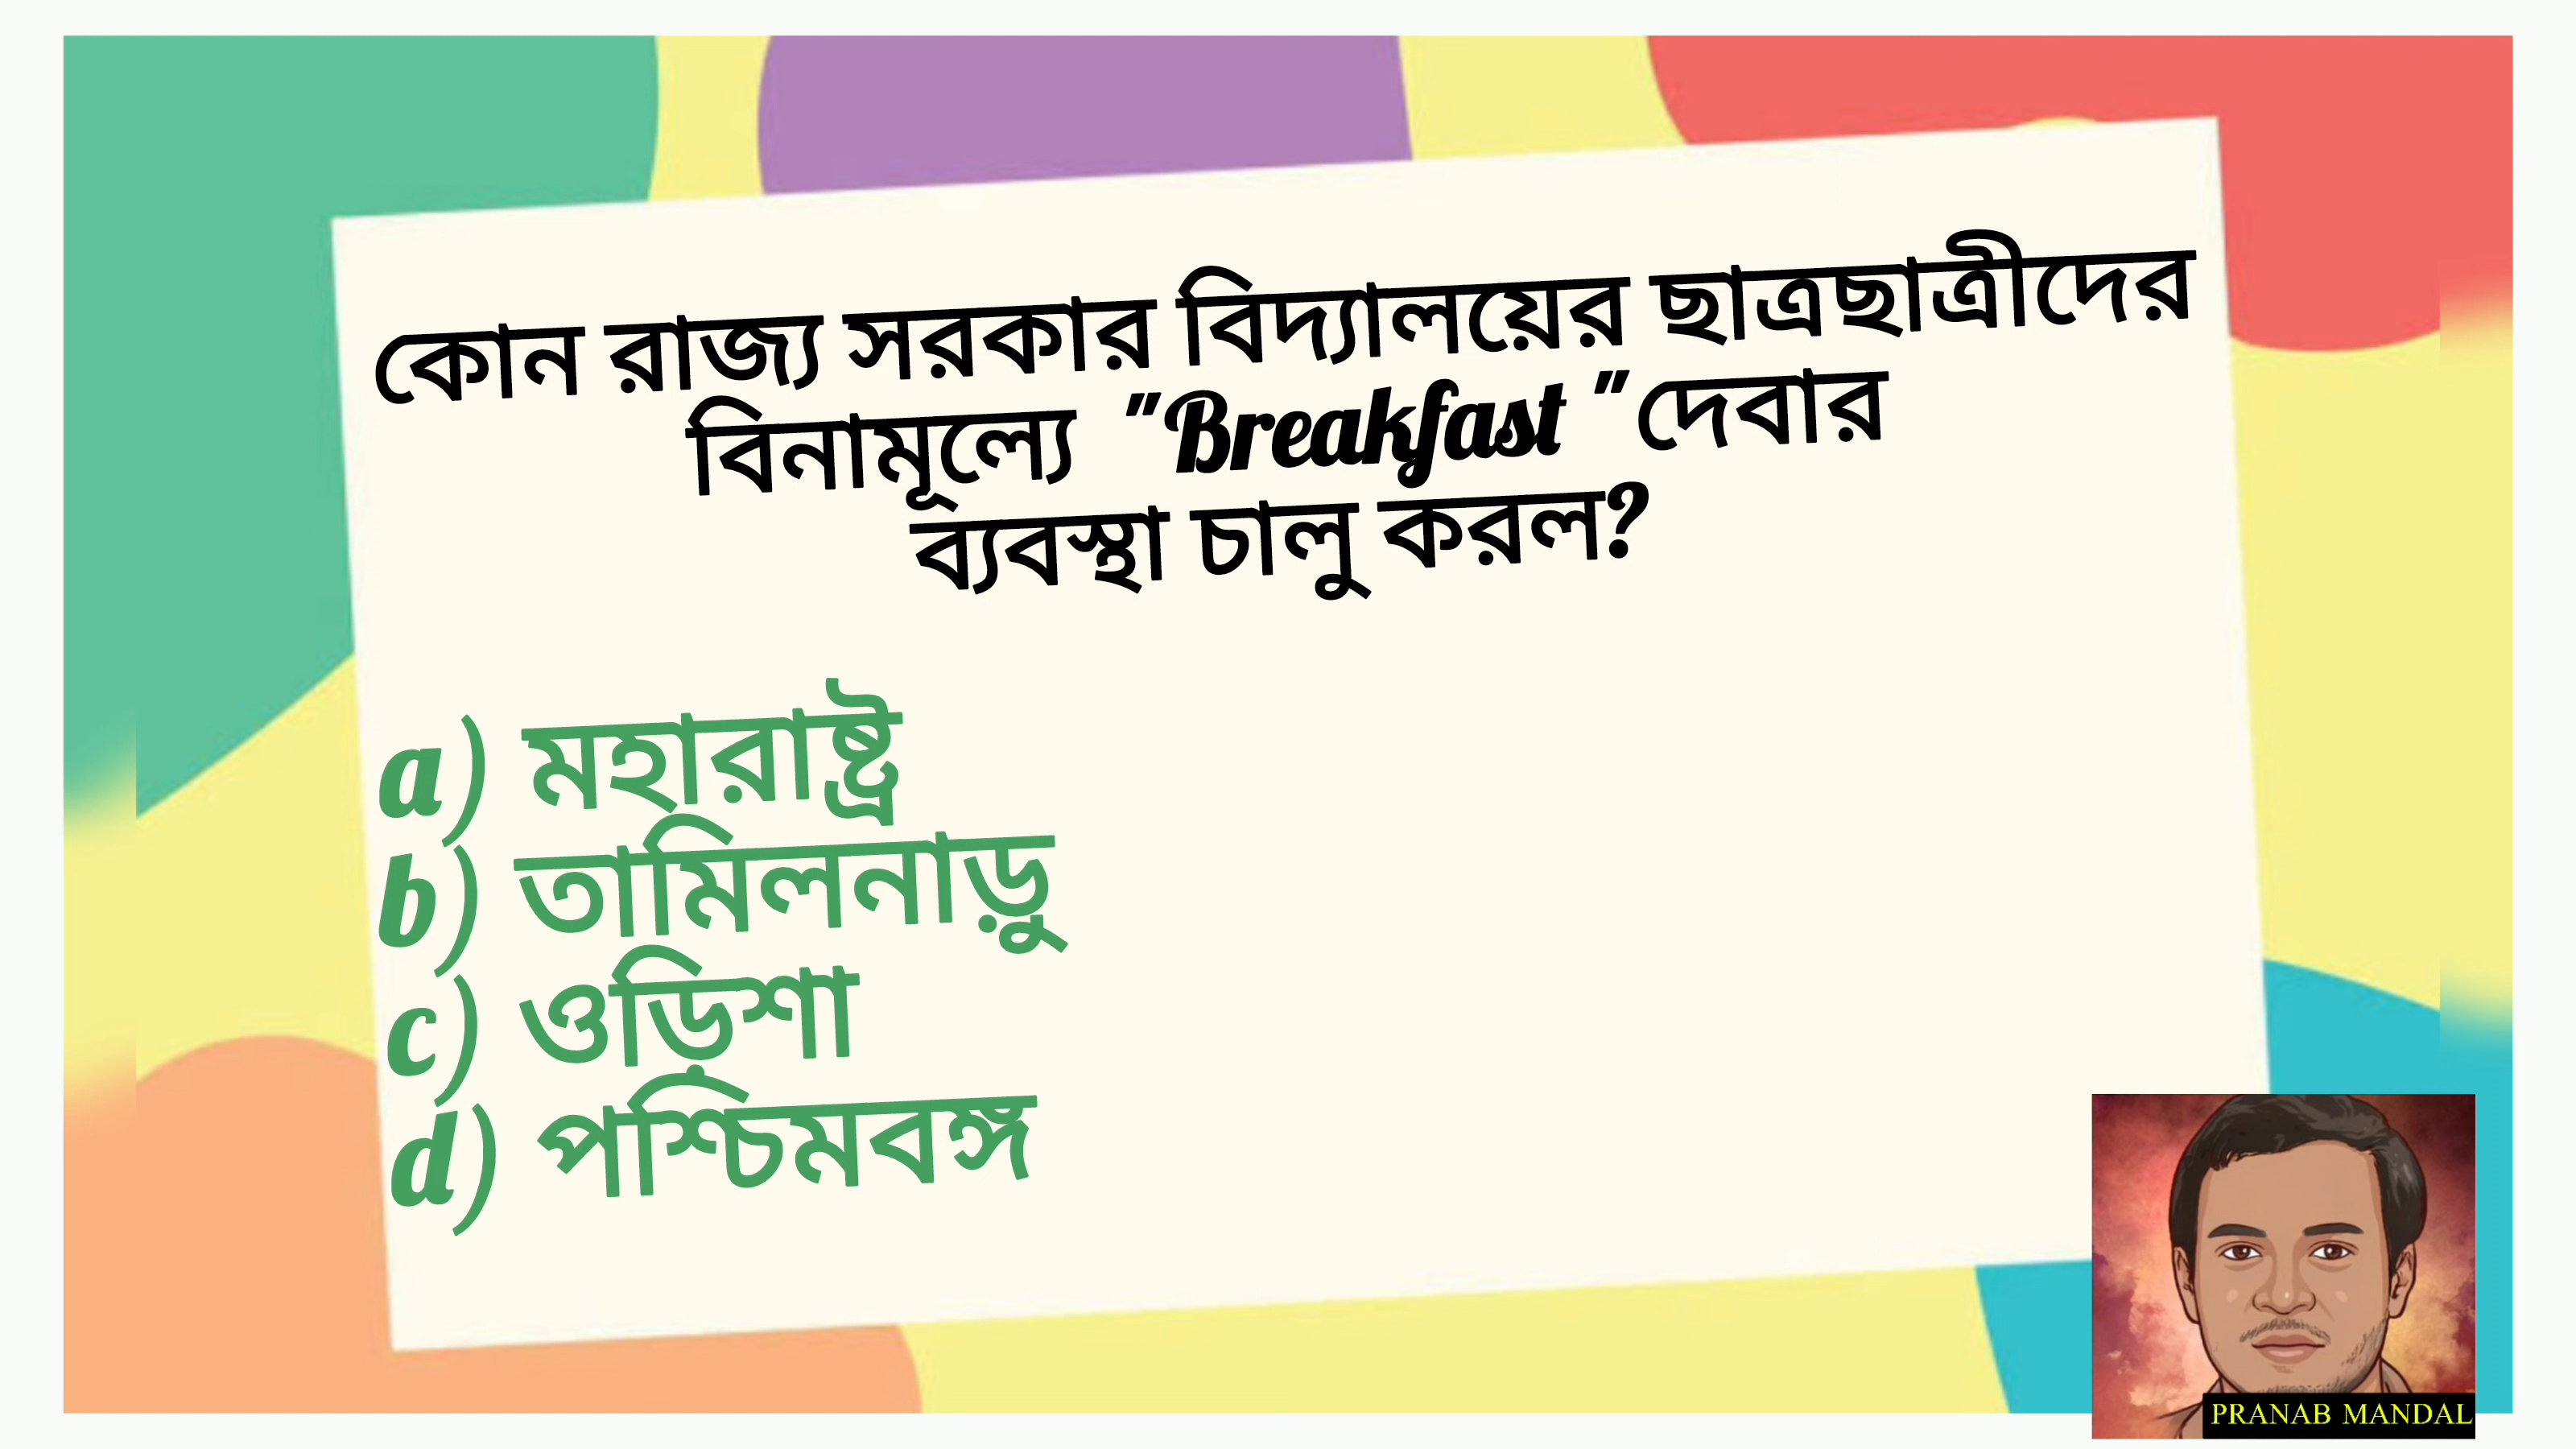 কোন রাজ্য সরকার বিদ্যালয়ের ছাত্রছাত্রীদের
বিনামূল্যে "Breakfast " দেবার
ব্যবস্থা চালু করল?
a) মহারাষ্ট্র
b) তামিলনাড়ু
c) ওড়িশা
d) পশ্চিমবঙ্গ
PRANAB MANDAL